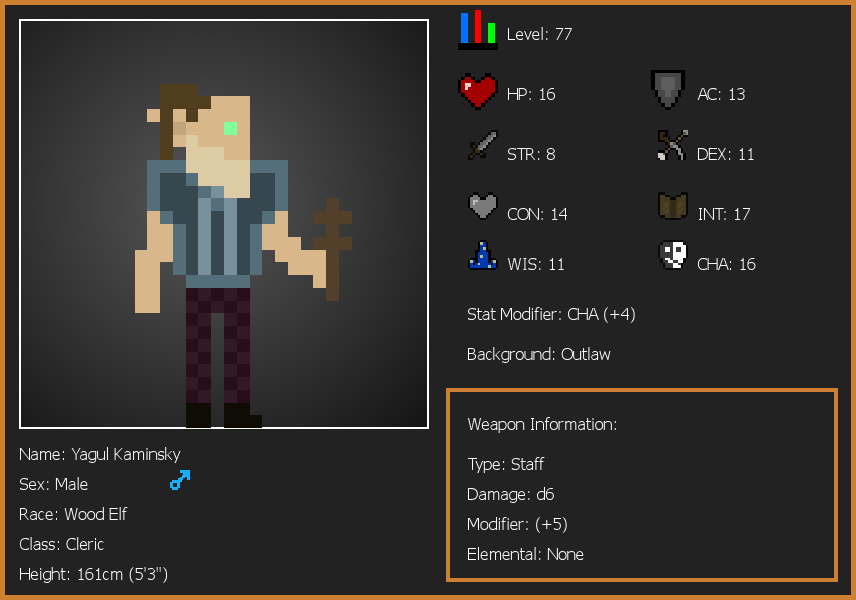 Level: 77
HP: 16
AC: 13
STR: 8
DEX: 11
CON: 14
INT: 17
WIS: 11
CHA: 16
Stat Modifier: CHA (+4)
Background: Outlaw
Weapon Information:
Type: Staff
Damage: d6
Modifier: (+5)
Elemental: None
Name: Yagul Kaminsky
Sex: Male
Race: Wood Elf
Class: Cleric
Height: 161cm (5'3")